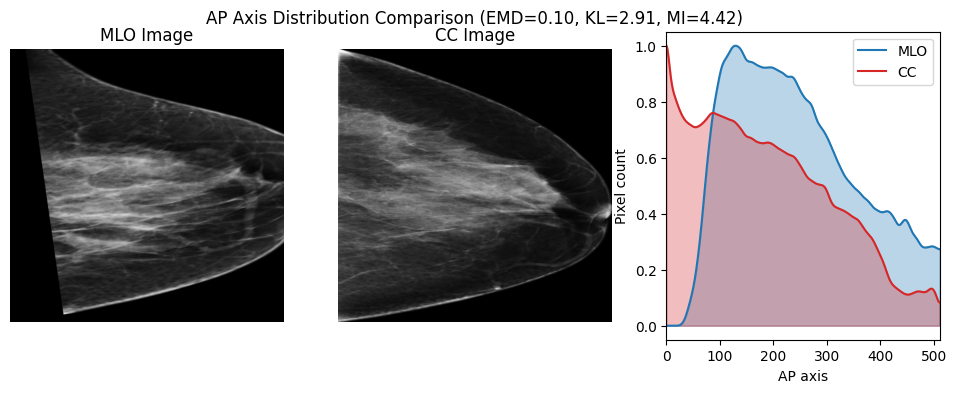 AP Axis Distribution Comparison (EMD=0.10, KL=2.91, MI=4.42)
MLO Image
CC Image
MLO
CC
1.0
0.8
0.6
0.4
0.2
0.0
Pixel count
0 100 200 300 400 500
AP axis